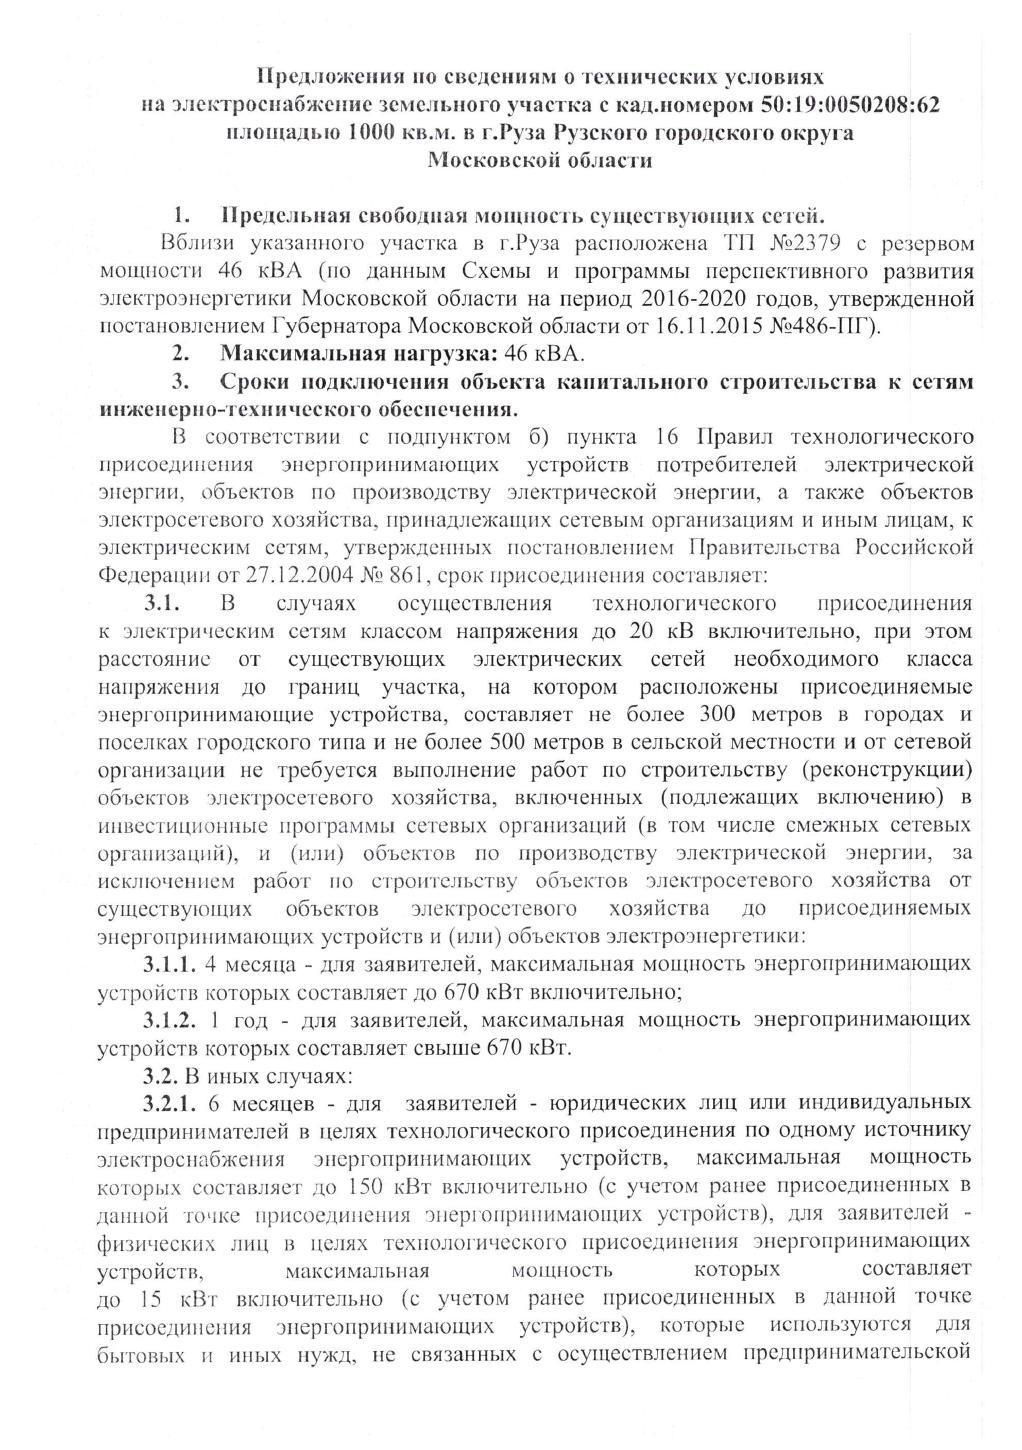 Предложения по сведениям о технических условиях
на электроснабжение земельного участка с кад.номером 50:19:0050208:62
площадью 1000 кв.м. в г.Руза Рузского городского округа
Московской области
1. Предельная свободная мощность существующих сетей.
Вблизи указанного участка в г.Руза расположена ТП №2379 с резервом
мощности 46 кВА (по данным Схемы и программы перспективного развития
электроэнергетики Московской области на период 2016-2020 годов, утвержденной
постановлением Губернатора Московской области от 16.11.2015 №486-ПГ).
2. Максимальная нагрузка: 46 кВА.
3. Сроки подключения объекта капитального строительства к сетям
инженерно-технического обеспечения.
В соответствии с подпунктом б) пункта 16 Правил технологического
присоединения энергопринимающих устройств потребителей электрической
энергии, объектов по производству электрической энергии, а также объектов
электросетевого хозяйства, принадлежащих сетевым организациям и иным лицам, к
электрическим сетям, утвержденных постановлением Правительства Российской
Федерации от 27.12.2004 № 861, срок присоединения составляет:
3.1. В случаях осуществления технологического присоединения
к электрическим сетям классом напряжения до 20 кВ включительно, при этом
расстояние от существующих электрических сетей необходимого класса
напряжения до границ участка, на котором расположены присоединяемые
энергопринимающие устройства, составляет не более 300 метров в городах и
поселках городского типа и не более 500 метров в сельской местности и от сетевой
организации не требуется выполнение работ по строительству (реконструкции)
объектов электросетевого хозяйства, включенных (подлежащих включению) в
инвестиционные программы сетевых организаций (в том числе смежных сетевых
организаций), и (или) объектов по производству электрической энергии, за
исключением работ по строительству объектов электросетевого хозяйства от
существующих объектов электросетевого хозяйства до присоединяемых
энергопринимающих устройств и (или) объектов электроэнергетики:
3.1.1. 4 месяца - для заявителей, максимальная мощность энергопринимающих
устройств которых составляет до 670 кВт включительно;
3.1.2. 1 год - для заявителей, максимальная мощность энергопринимающих
устройств которых составляет свыше 670 кВт.
3.2. В иных случаях:
3.2.1. 6 месяцев - для заявителей - юридических лиц или индивидуальных
предпринимателей в целях технологического присоединения по одному источнику
электроснабжения энергопринимающих устройств, максимальная мощность
которых составляет до 150 кВт включительно (с учетом ранее присоединенных в
данной точке присоединения энергопринимающих устройств), для заявителей -
физических лиц в целях технологического присоединения энергопринимающих
устройств, максимальная мощность которых составляет
до 15 кВт включительно (с учетом ранее присоединенных в данной точке
присоединения энергопринимающих устройств), которые используются для
бытовых и иных нужд, не связанных с осуществлением предпринимательской